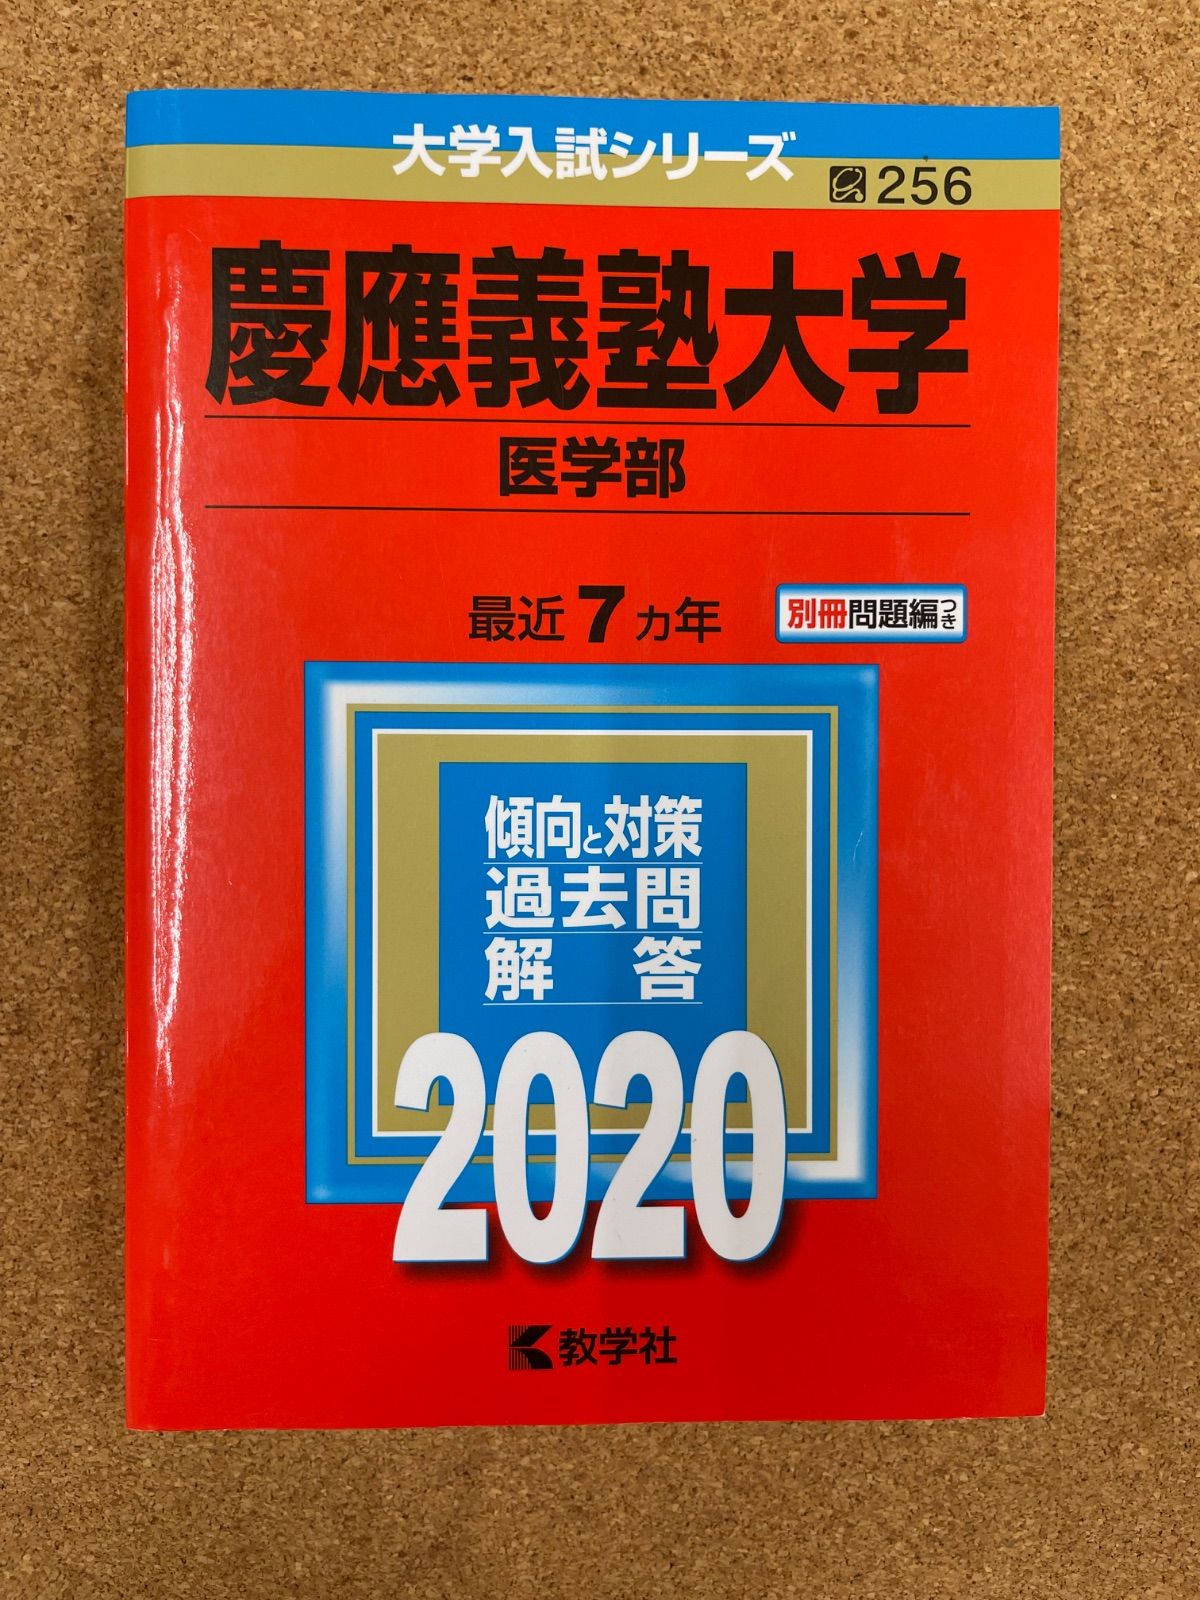 大学入試シリーズ
256
慶應義塾大学
医学部
最近7ヵ年
別冊問題編つき
傾向と対策
過去問
解答
2020
教学社